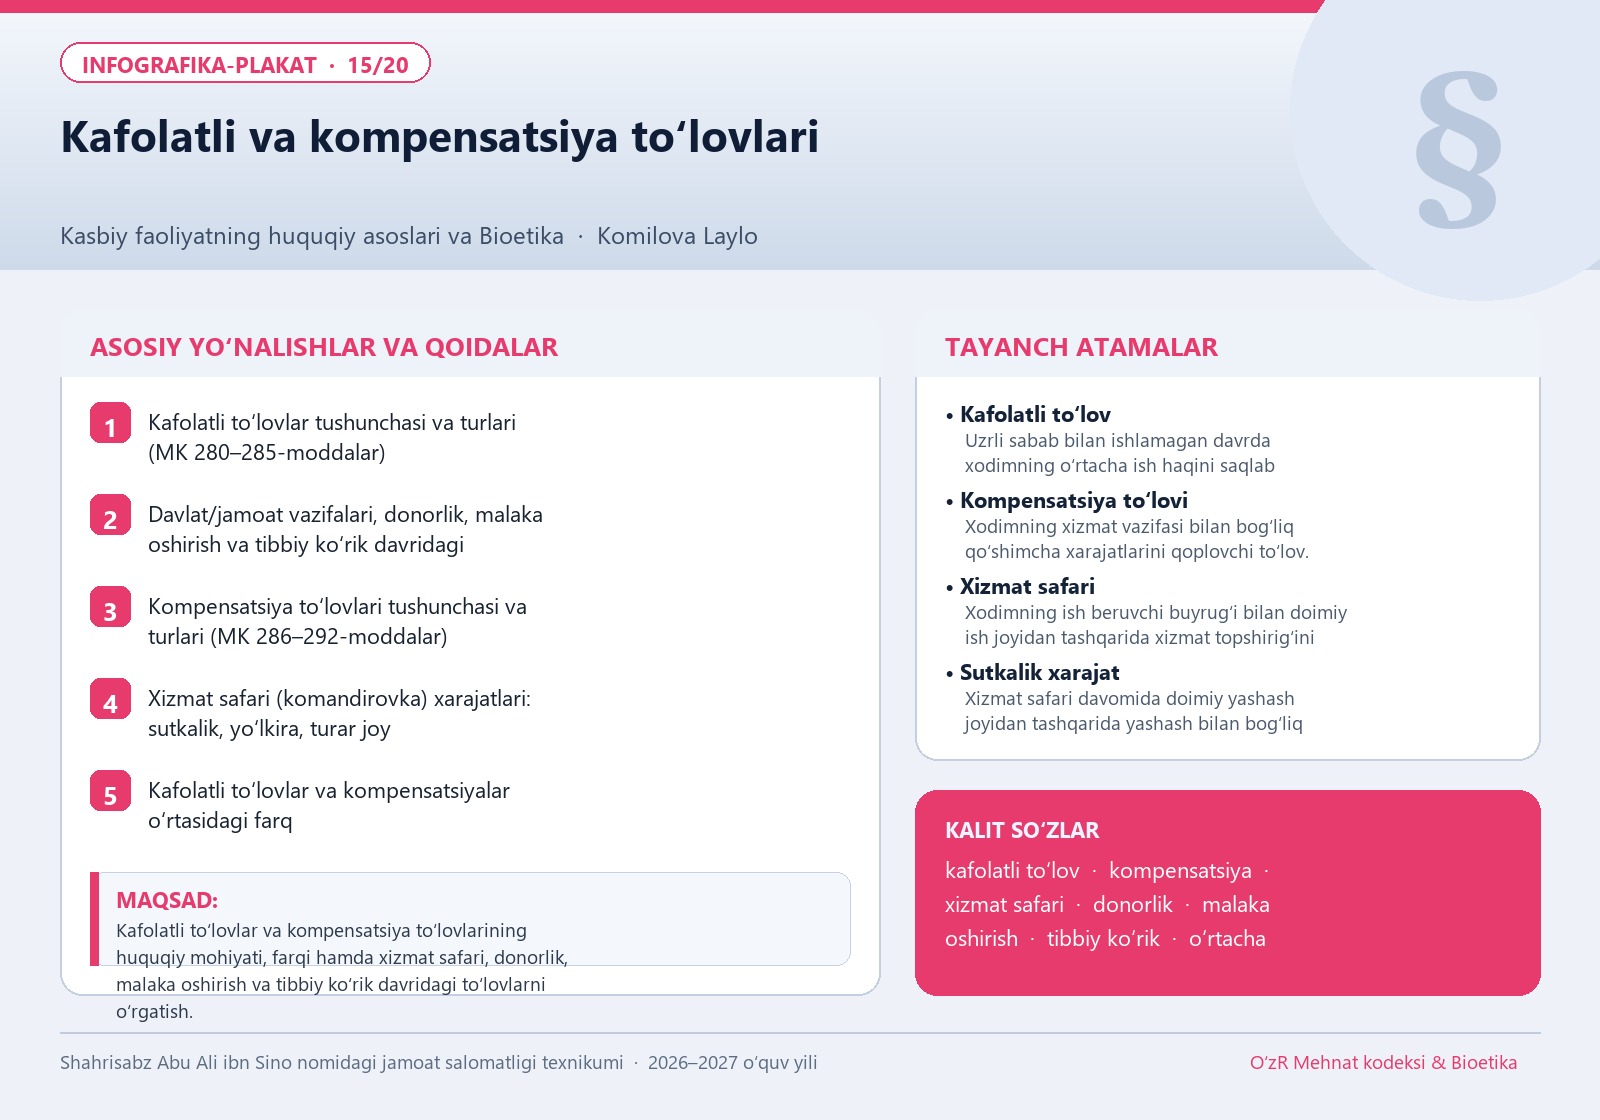 INFOGRAFIKA-PLAKAT · 15/20
Kafolatli va kompensatsiya to‘lovlari
Kasbiy faoliyatning huquqiy asoslari va Bioetika · Komilova Laylo
§
ASOSIY YO‘NALISHLAR VA QOIDALAR
1 Kafolatli to‘lovlar tushunchasi va turlari
(MK 280–285-moddalar)
2 Davlat/jamoat vazifalari, donorlik, malaka
oshirish va tibbiy ko‘rik davridagi
3 Kompensatsiya to‘lovlari tushunchasi va
turlari (MK 286–292-moddalar)
4 Xizmat safari (komandirovka) xarajatlari:
sutkalik, yo‘lkira, turar joy
5 Kafolatli to‘lovlar va kompensatsiyalar
o‘rtasidagi farq
MAQSAD:
Kafolatli to‘lovlar va kompensatsiya to‘lovlarining
huquqiy mohiyati, farqi hamda xizmat safari, donorlik,
malaka oshirish va tibbiy ko‘rik davridagi to‘lovlarni
o‘rgatish.
TAYANCH ATAMALAR
• Kafolatli to‘lov
Uzrli sabab bilan ishlamagan davrda
xodimning o‘rtacha ish haqini saqlab
• Kompensatsiya to‘lovi
Xodimning xizmat vazifasi bilan bog‘liq
qo‘shimcha xarajatlarini qoplovchi to‘lov.
• Xizmat safari
Xodimning ish beruvchi buyrug‘i bilan doimiy
ish joyidan tashqarida xizmat topshirig‘ini
• Sutkalik xarajat
Xizmat safari davomida doimiy yashash
joyidan tashqarida yashash bilan bog‘liq
KALIT SO‘ZLAR
kafolatli to‘lov · kompensatsiya ·
xizmat safari · donorlik · malaka
oshirish · tibbiy ko‘rik · o‘rtacha
Shahrisabz Abu Ali ibn Sino nomidagi jamoat salomatligi texnikumi · 2026–2027 o‘quv yili
O‘zR Mehnat kodeksi & Bioetika